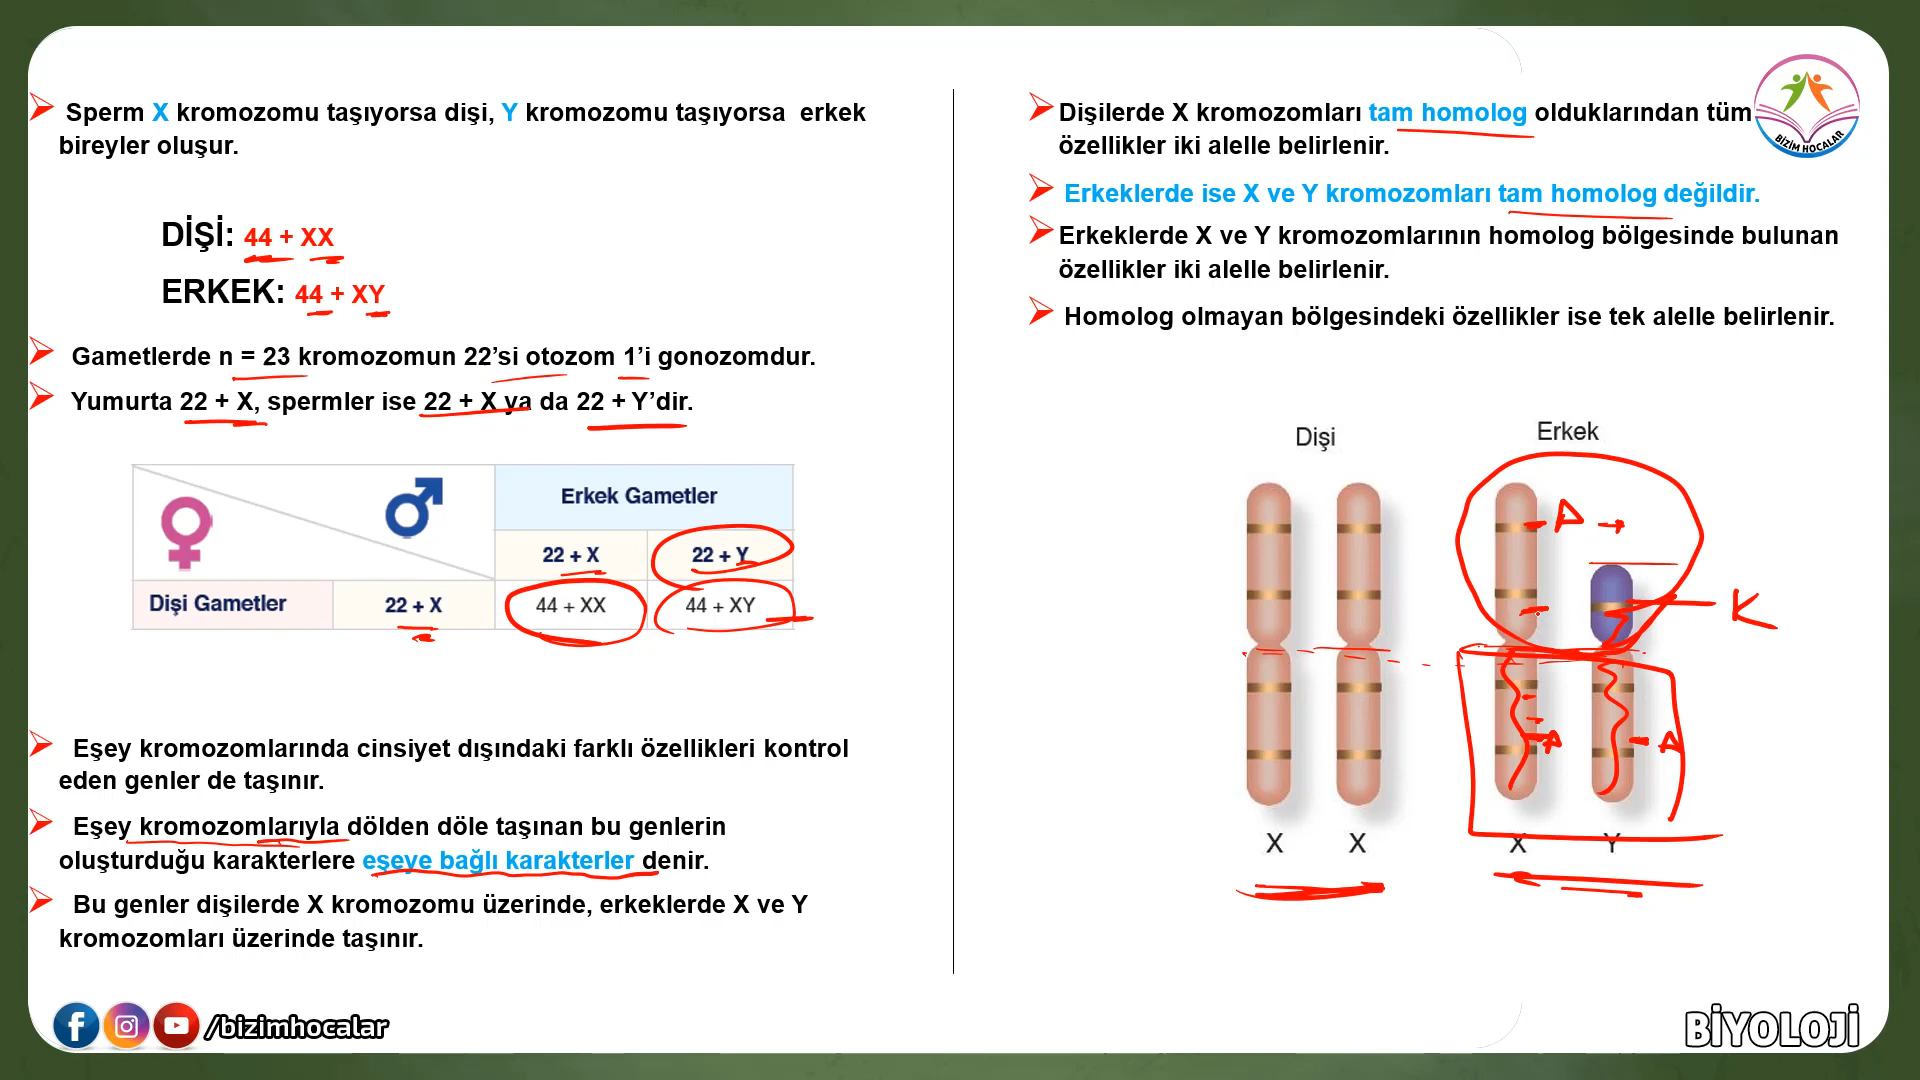 Sperm X kromozomu taşıyorsa dişi, Y kromozomu taşıyorsa erkek
bireyler oluşur.
DİŞİ: 44 + XX
ERKEK: 44 + XY
Gametlerde n = 23 kromozomun 22’si otozom 1’i gonozomdur.
Yumurta 22 + X, spermler ise 22 + X ya da 22 + Y’dir.
Erkek Gametler
22 + X
22 + Y
Dişi Gametler
22 + X
44 + XX
44 + XY
Eşey kromozomlarında cinsiyet dışındaki farklı özellikleri kontrol
eden genler de taşınır.
Eşey kromozomlarıyla dölden döle taşınan bu genlerin
oluşturduğu karakterlere eşeye bağlı karakterler denir.
Bu genler dişilerde X kromozomu üzerinde, erkeklerde X ve Y
kromozomları üzerinde taşınır.
/bizimhocalar
Dişilerde X kromozomları tam homolog olduklarından tüm
özellikler iki alelle belirlenir.
Erkeklerde ise X ve Y kromozomları tam homolog değildir.
Erkeklerde X ve Y kromozomlarının homolog bölgesinde bulunan
özellikler iki alelle belirlenir.
Homolog olmayan bölgesindeki özellikler ise tek alelle belirlenir.
BİZİM HOCALAR
Dişi
Erkek
A
K
A
A
X
X
X
Y
BİYOLOJİ